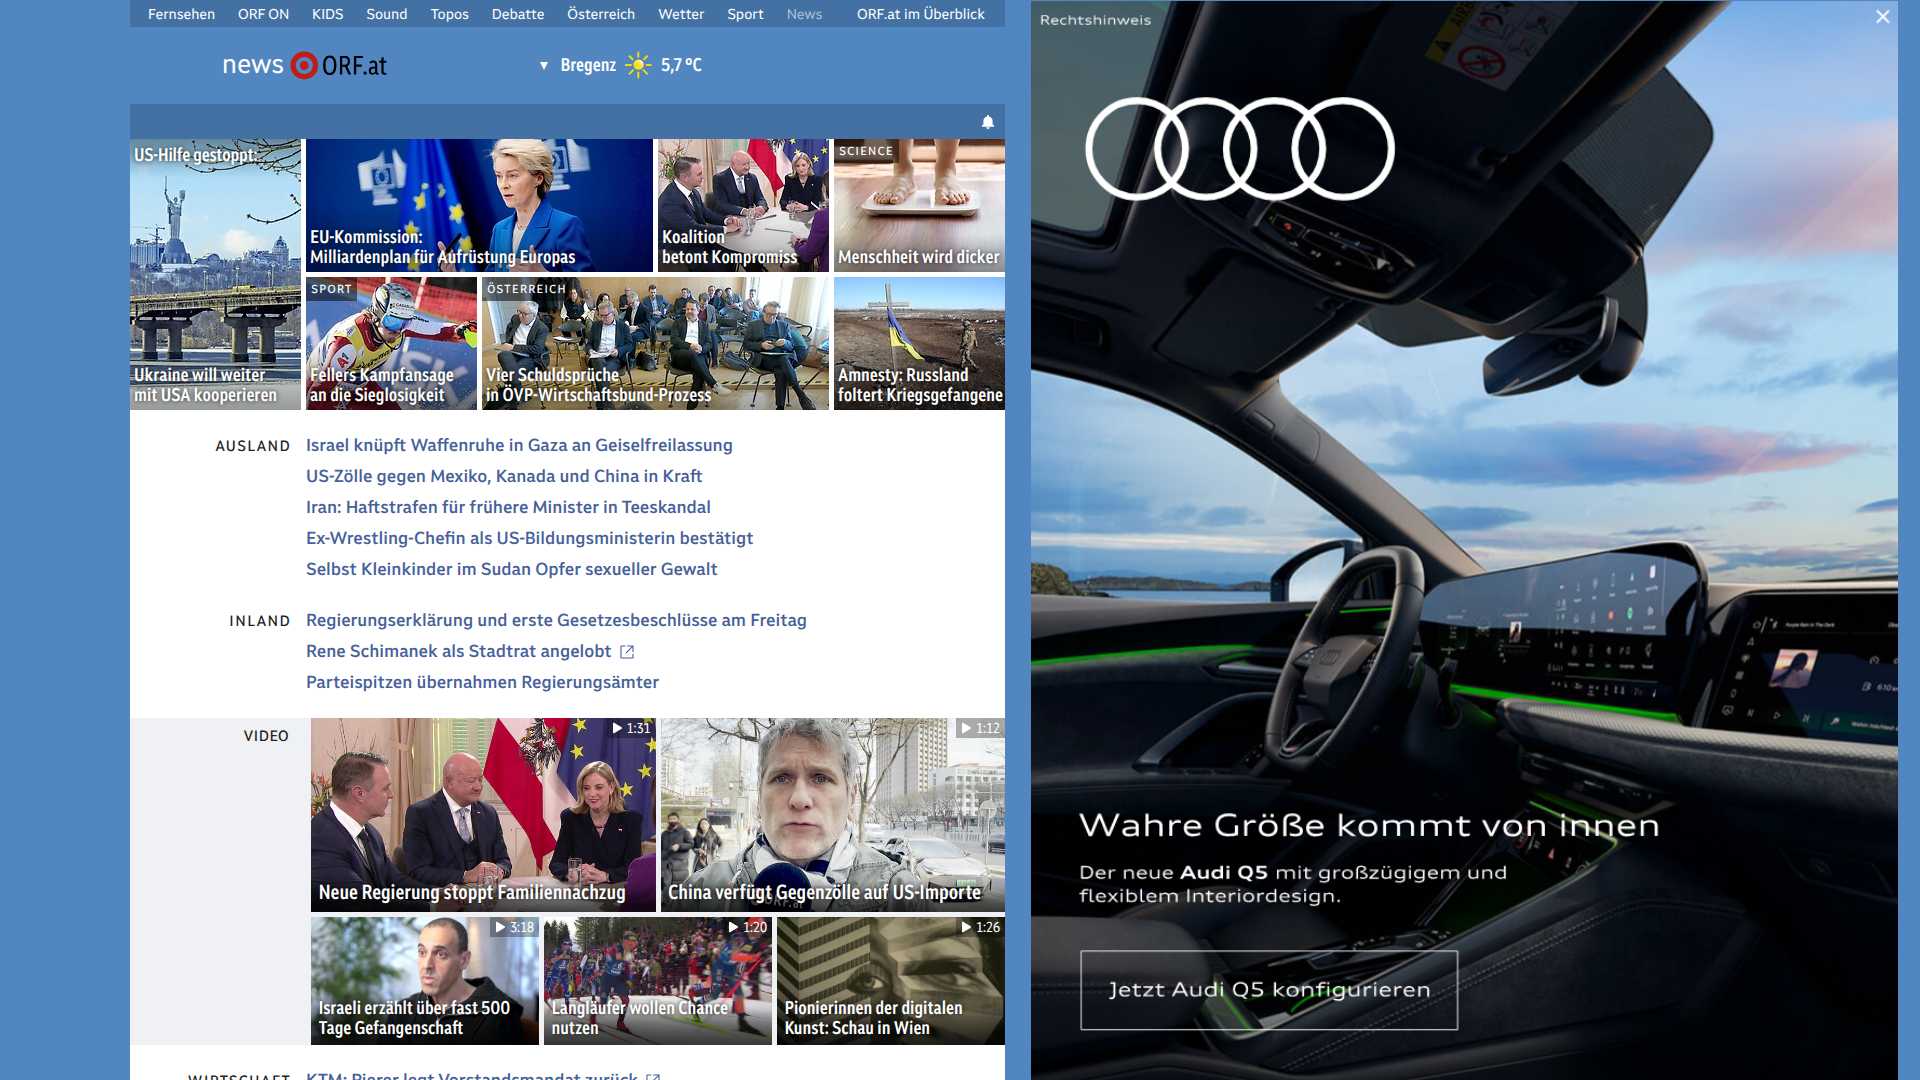 Fernsehen ORF ON KIDS Sound Topos Debatte Österreich Wetter Sport News ORF.at im Überblick
news ORF.at
▼ Bregenz 5,7 °C
US-Hilfe gestoppt:
Ukraine will weiter
mit USA kooperieren
EU-Kommission:
Milliardenplan für Aufrüstung Europas
Koalition
betont Kompromiss
SCIENCE
Menschheit wird dicker
SPORT
Fellers Kampfansage
an die Sieglosigkeit
ÖSTERREICH
Vier Schuldsprüche
in ÖVP-Wirtschaftsbund-Prozess
Amnesty: Russland
foltert Kriegsgefangene
AUSLAND
Israel knüpft Waffenruhe in Gaza an Geiselfreilassung
US-Zölle gegen Mexiko, Kanada und China in Kraft
Iran: Haftstrafen für frühere Minister in Teeskandal
Ex-Wrestling-Chefin als US-Bildungsministerin bestätigt
Selbst Kleinkinder im Sudan Opfer sexueller Gewalt
INLAND
Regierungserklärung und erste Gesetzesbeschlüsse am Freitag
Rene Schimanek als Stadtrat angelobt
Parteispitzen übernahmen Regierungsämter
VIDEO
1:31
Neue Regierung stoppt Familiennachzug
1:12
China verfügt Gegenzölle auf US-Importe
3:18
Israeli erzählt über fast 500
Tage Gefangenschaft
1:20
Langläufer wollen Chance
nutzen
1:26
Pionierinnen der digitalen
Kunst: Schau in Wien
WIRTSCHAFT
KTM: Pierer legt Vorstandsmandat zurück
Rechtshinweis
Wahre Größe kommt von innen
Der neue Audi Q5 mit großzügigem und
flexiblem Interiordesign.
Jetzt Audi Q5 konfigurieren